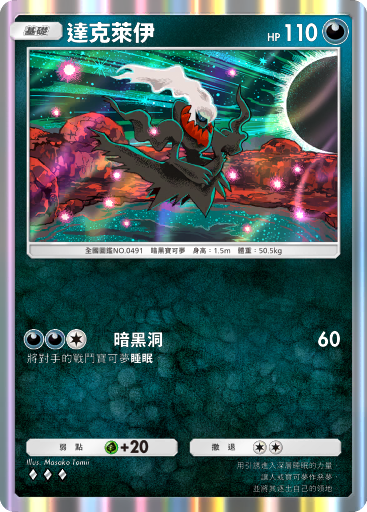 基礎 達克萊伊 HP 110
全國圖鑑NO.0491 暗黑寶可夢 身高：1.5m 體重：50.5kg
暗黑洞 60
將對手的戰鬥寶可夢睡眠
弱點 +20 撤退
Illus. Masako Tomii
用引誘進入深層睡眠的力量，
讓人或寶可夢作惡夢，
並將其逐出自己的領地。